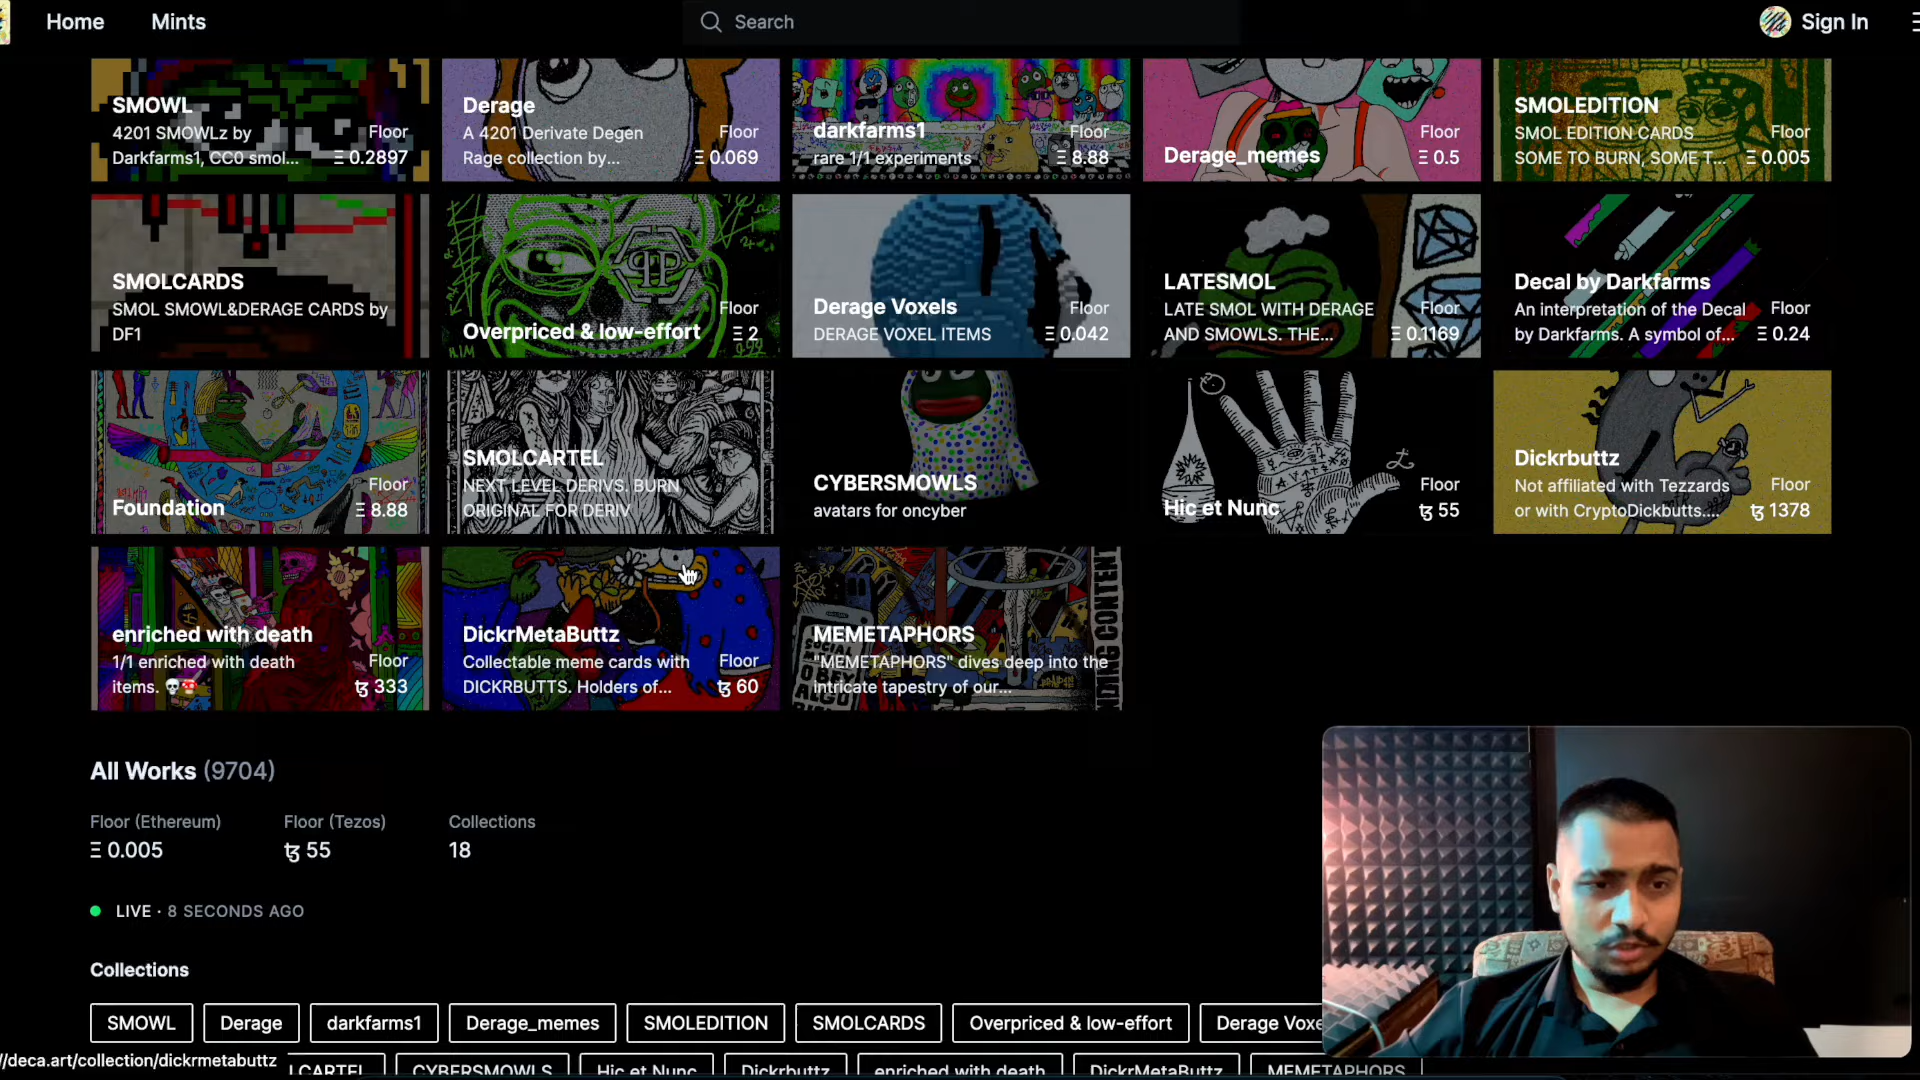 Home
Mints
Search
Sign In
SMOWL
4201 SMOWLz by
Darkfarms1, CC0 smol...
Floor
Ξ 0.2897
Derage
A 4201 Derivate Degen
Rage collection by...
Floor
Ξ 0.069
darkfarms1
rare 1/1 experiments
Floor
Ξ 8.88
Derage_memes
Floor
Ξ 0.5
SMOLEDITION
SMOL EDITION CARDS
SOME TO BURN, SOME T...
Floor
Ξ 0.005
SMOLCARDS
SMOL SMOWL&DERAGE CARDS by
DF1
Overpriced & low-effort
Floor
Ξ 2
Derage Voxels
DERAGE VOXEL ITEMS
Floor
Ξ 0.042
LATESMOL
LATE SMOL WITH DERAGE
AND SMOWLS. THE...
Floor
Ξ 0.1169
Decal by Darkfarms
An interpretation of the Decal
by Darkfarms. A symbol of...
Floor
Ξ 0.24
Foundation
Floor
Ξ 8.88
SMOLCARTEL
NEXT LEVEL DERIVS. BURN
ORIGINAL FOR DERIV
CYBERSMOWLS
avatars for oncyber
Hic et Nunc
Floor
ꜩ 55
Dickrbuttz
Not affiliated with Tezzards
or with CryptoDickbutts....
Floor
ꜩ 1378
enriched with death
1/1 enriched with death
items. 💀🍄
Floor
ꜩ 333
DickrMetaButtz
Collectable meme cards with
DICKRBUTTS. Holders of...
Floor
ꜩ 60
MEMETAPHORS
"MEMETAPHORS" dives deep into the
intricate tapestry of our...
All Works (9704)
Floor (Ethereum)
Ξ 0.005
Floor (Tezos)
ꜩ 55
Collections
18
LIVE · 8 SECONDS AGO
Collections
SMOWL
Derage
darkfarms1
Derage_memes
SMOLEDITION
SMOLCARDS
Overpriced & low-effort
Derage Voxe
//deca.art/collection/dickrmetabuttz
LCARTEL
CYBERSMOWLS
Hic et Nunc
Dickrbuttz
enriched with death
DickrMetaButtz
MEMETAPHORS